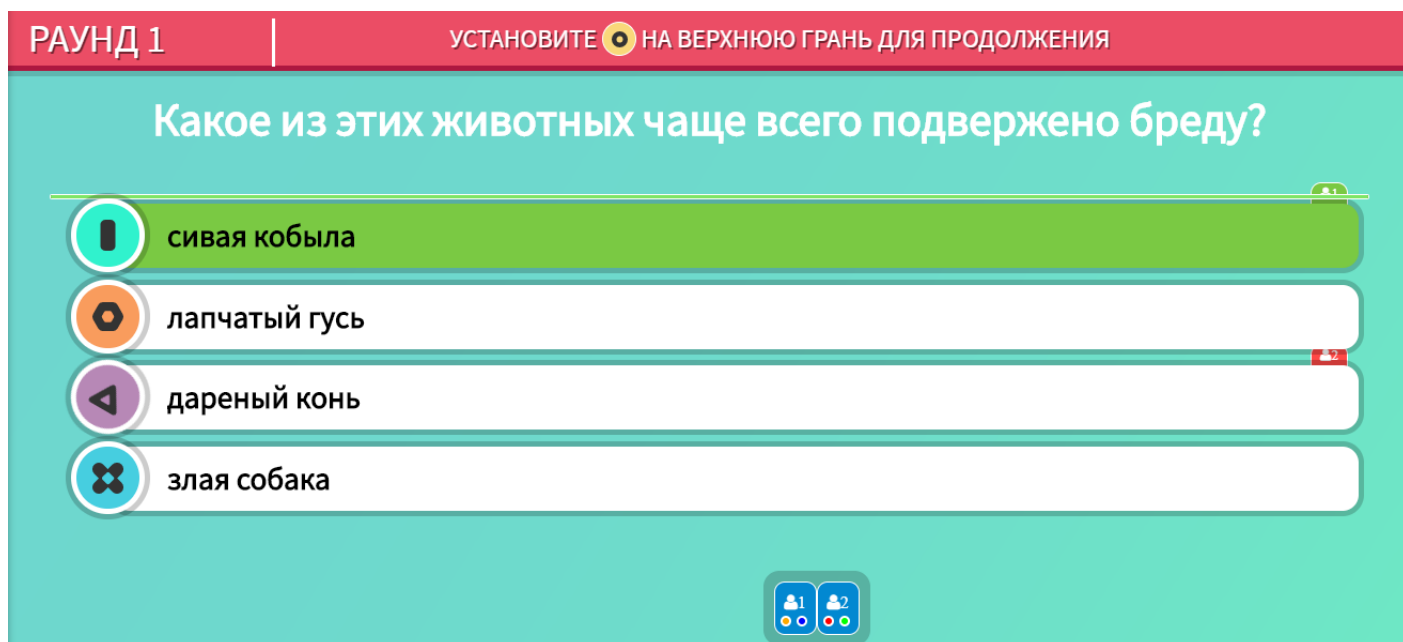 РАУНД 1
УСТАНОВИТЕ НА ВЕРХНЮЮ ГРАНЬ ДЛЯ ПРОДОЛЖЕНИЯ
Какое из этих животных чаще всего подвержено бреду?
1
сивая кобыла
лапчатый гусь
2
дареный конь
злая собака
1 2